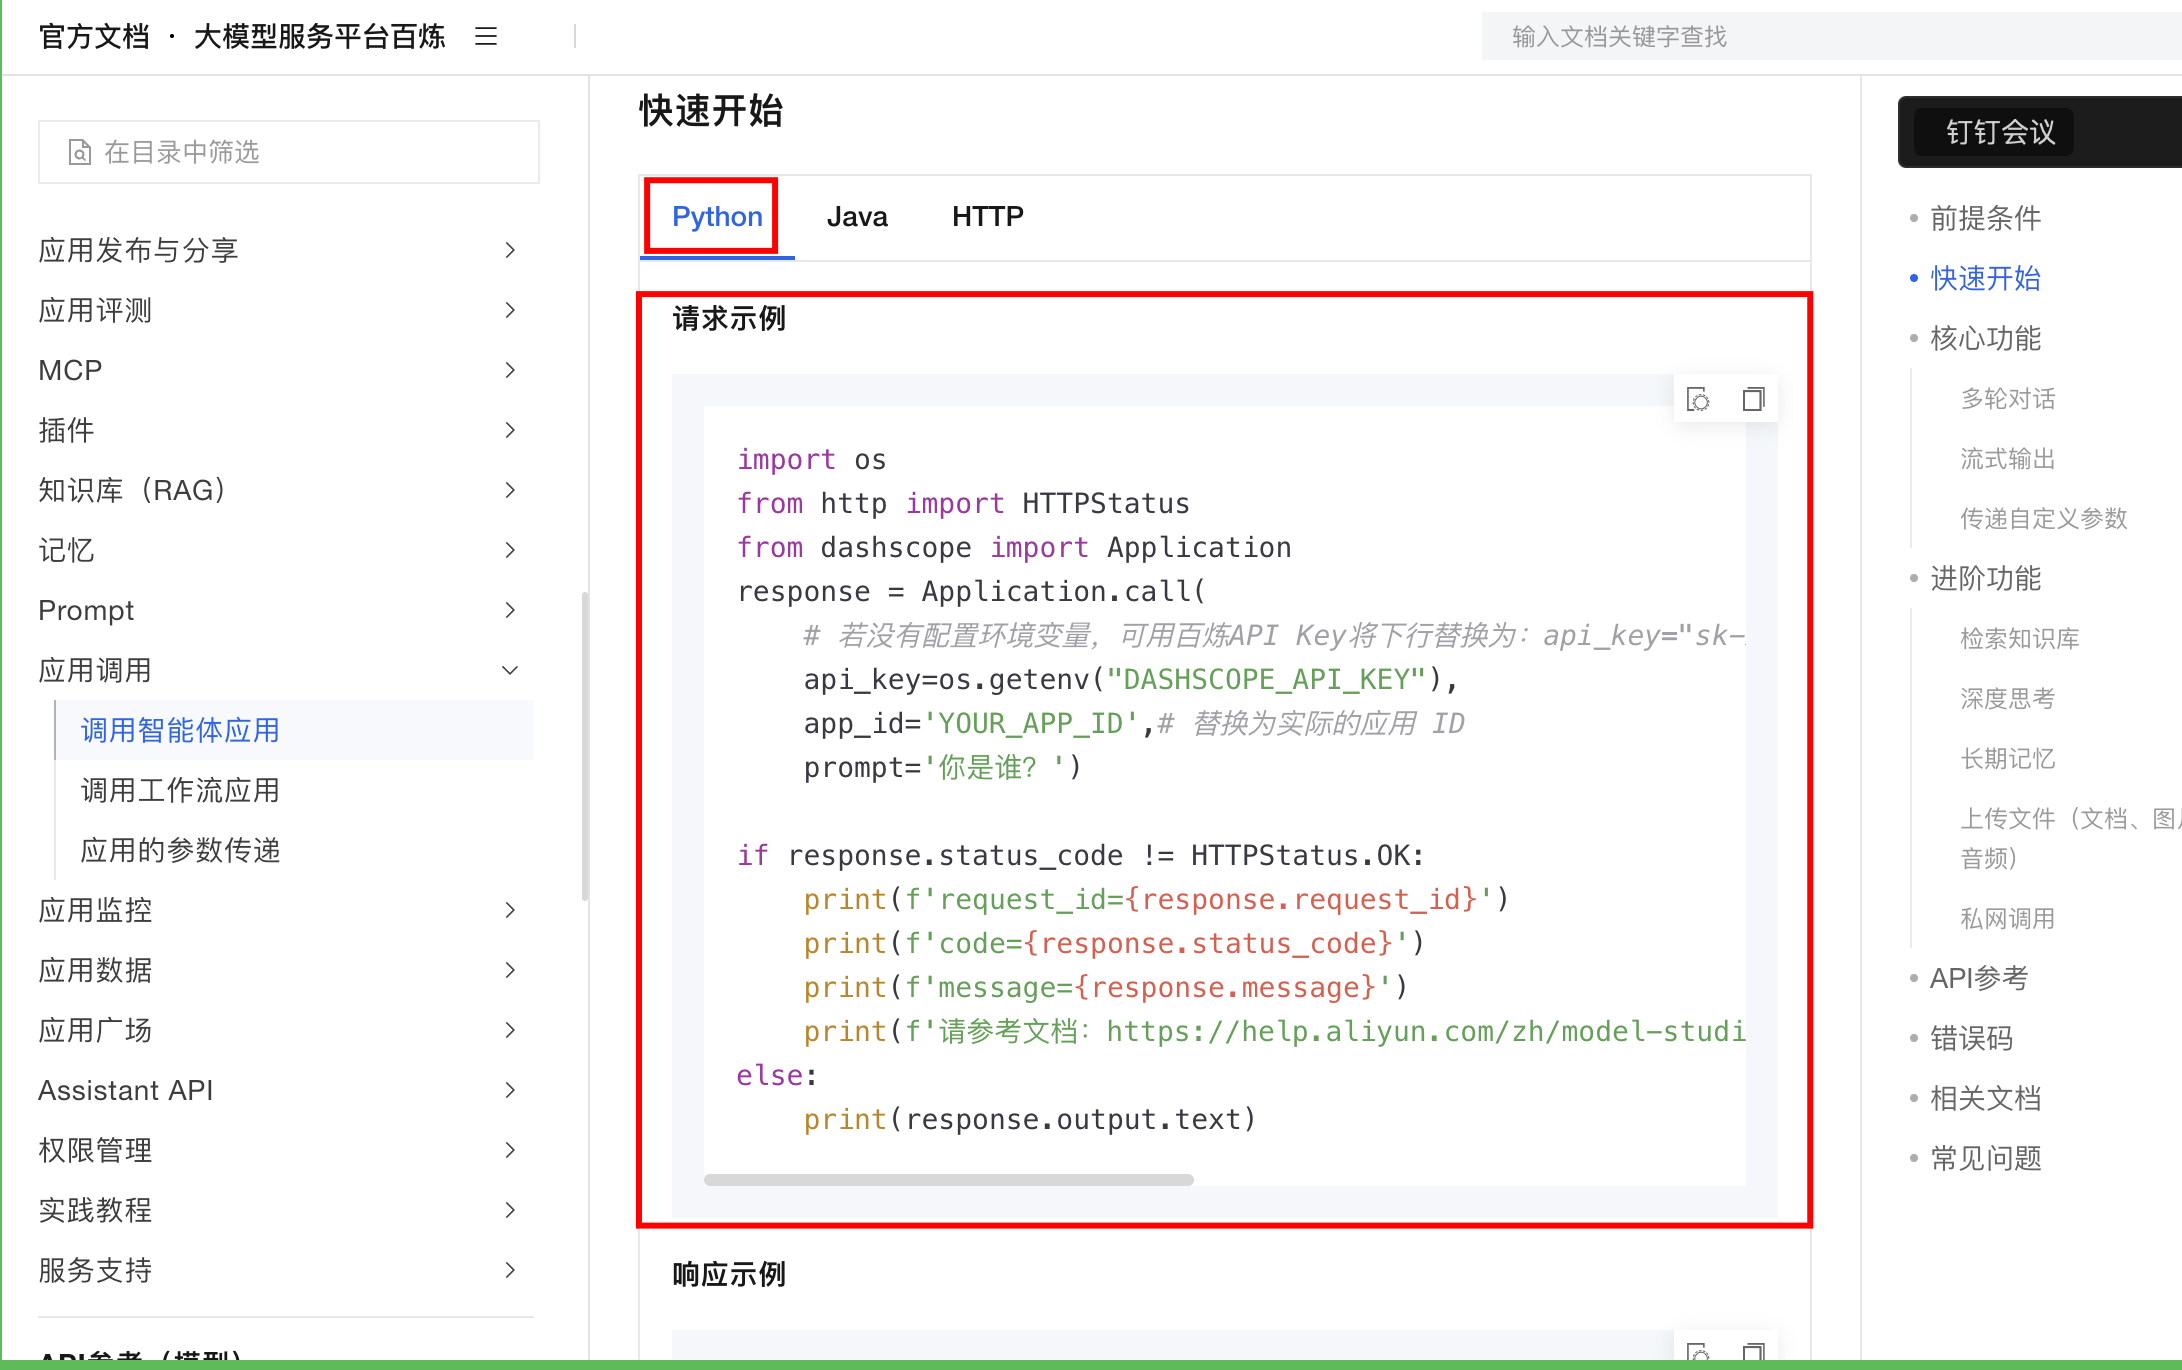 官方文档 · 大模型服务平台百炼
输入文档关键字查找
在目录中筛选
应用发布与分享
应用评测
MCP
插件
知识库（RAG）
记忆
Prompt
应用调用
调用智能体应用
调用工作流应用
应用的参数传递
应用监控
应用数据
应用广场
Assistant API
权限管理
实践教程
服务支持
API参考（模型）
快速开始
Python Java HTTP
请求示例
import os
from http import HTTPStatus
from dashscope import Application
response = Application.call(
    # 若没有配置环境变量，可用百炼API Key将下行替换为：api_key="sk-
    api_key=os.getenv("DASHSCOPE_API_KEY"),
    app_id='YOUR_APP_ID',# 替换为实际的应用 ID
    prompt='你是谁？')
if response.status_code != HTTPStatus.OK:
    print(f'request_id={response.request_id}')
    print(f'code={response.status_code}')
    print(f'message={response.message}')
    print(f'请参考文档：https://help.aliyun.com/zh/model-studi
else:
    print(response.output.text)
响应示例
钉钉会议
前提条件
快速开始
核心功能
多轮对话
流式输出
传递自定义参数
进阶功能
检索知识库
深度思考
长期记忆
上传文件（文档、图
音频）
私网调用
API参考
错误码
相关文档
常见问题